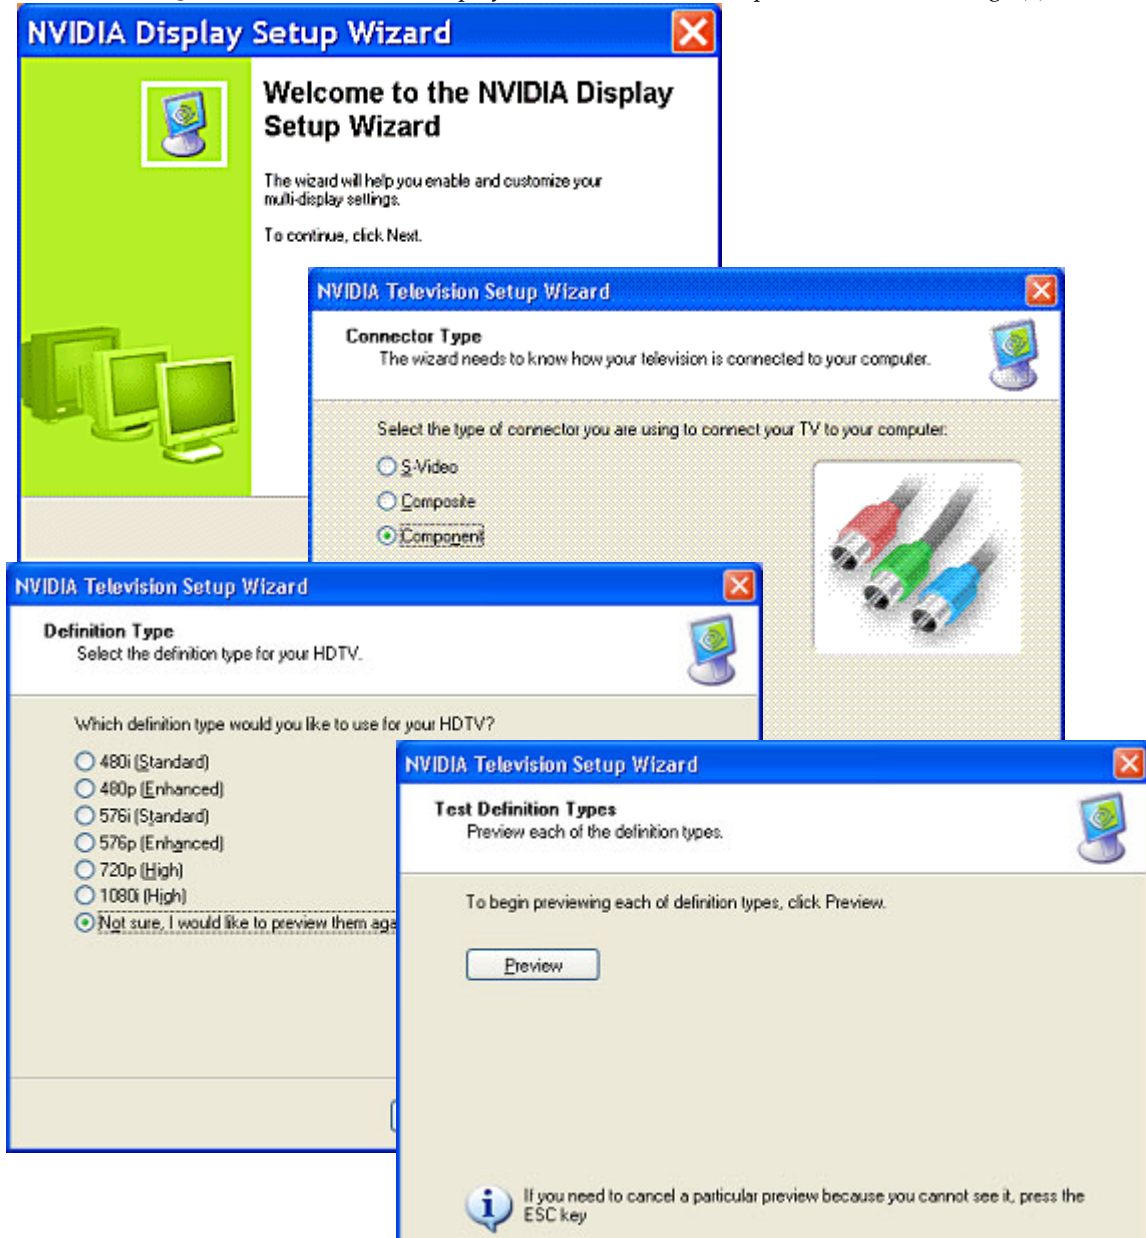 NVIDIA Display Setup Wizard
Welcome to the NVIDIA Display
Setup Wizard
The wizard will help you enable and customize your
multi-display settings.
To continue, click Next.
NVIDIA Television Setup Wizard
Connector Type
The wizard needs to know how your television is connected to your computer.
Select the type of connector you are using to connect your TV to your computer:
S-Video
Composite
Component
NVIDIA Television Setup Wizard
Definition Type
Select the definition type for your HDTV.
Which definition type would you like to use for your HDTV?
480i (Standard)
480p (Enhanced)
576i (Standard)
576p (Enhanced)
720p (High)
1080i (High)
Not sure, I would like to preview them aga
NVIDIA Television Setup Wizard
Test Definition Types
Preview each of the definition types.
To begin previewing each of definition types, click Preview.
Preview
If you need to cancel a particular preview because you cannot see it, press the
ESC key